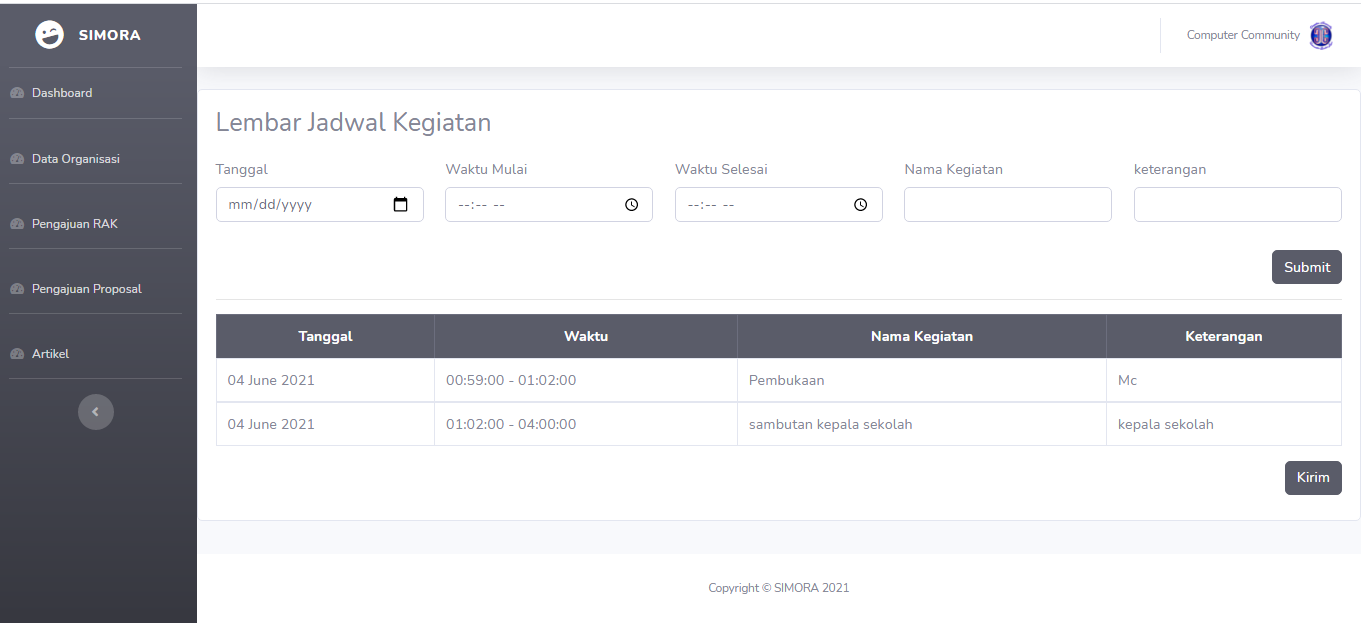 SIMORA
Computer Community
Dashboard
Data Organisasi
Pengajuan RAK
Pengajuan Proposal
Artikel
Lembar Jadwal Kegiatan
Tanggal Waktu Mulai Waktu Selesai Nama Kegiatan keterangan
mm/dd/yyyy --:-- -- --:-- --
Submit
Tanggal Waktu Nama Kegiatan Keterangan
04 June 2021 00:59:00 - 01:02:00 Pembukaan Mc
04 June 2021 01:02:00 - 04:00:00 sambutan kepala sekolah kepala sekolah
Kirim
Copyright © SIMORA 2021